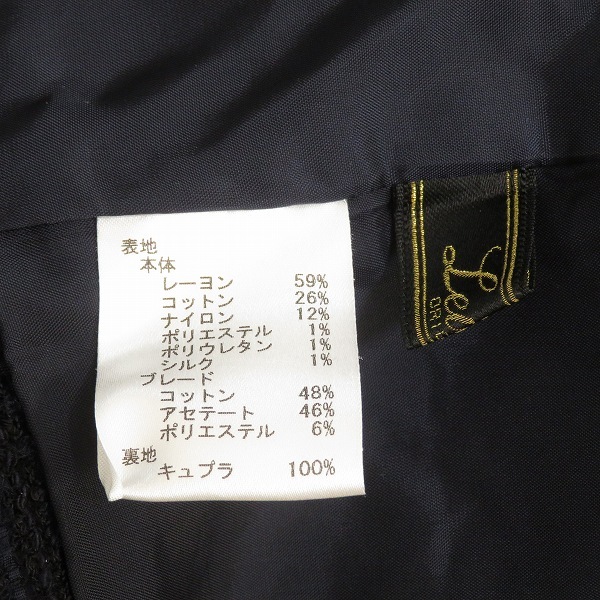 表地
本体
レーヨン 59%
コットン 26%
ナイロン 12%
ポリエステル 1%
ポリウレタン 1%
シルク 1%
ブレード
コットン 48%
アセテート 46%
ポリエステル 6%
裏地
キュプラ 100%